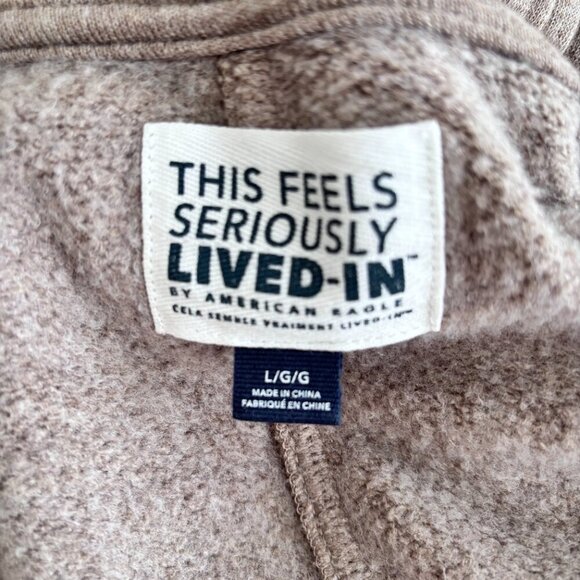 THIS FEELS
SERIOUSLY
LIVED-IN™
BY AMERICAN EAGLE
CELA SEMBLE VRAIMENT LIVED-IN™
L/G/G
MADE IN CHINA
FABRIQUÉ EN CHINE